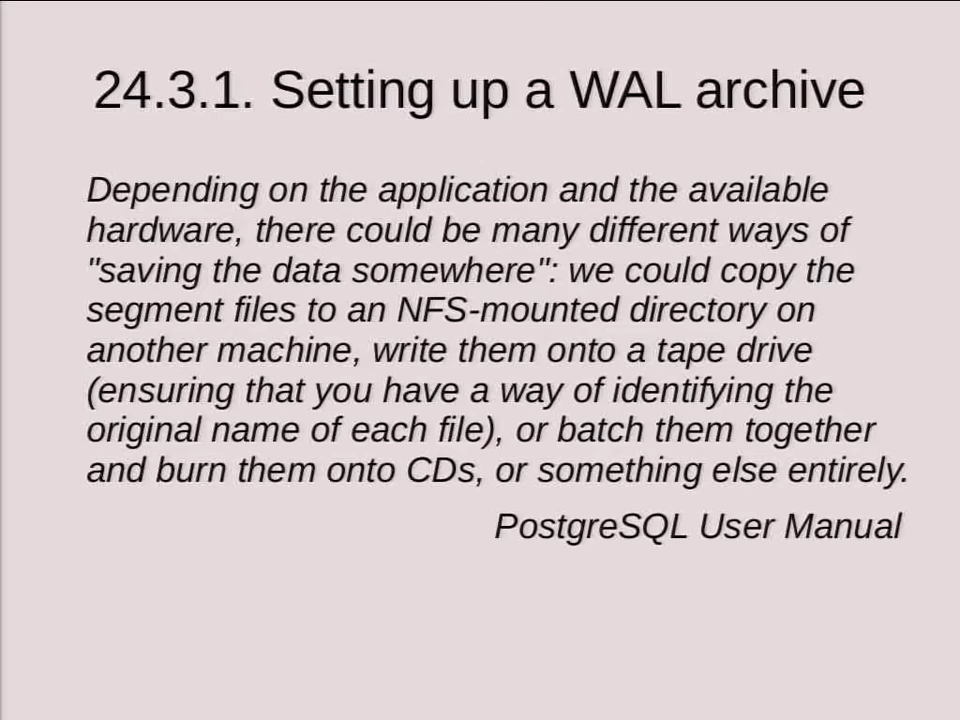 24.3.1. Setting up a WAL archive
Depending on the application and the available
hardware, there could be many different ways of
"saving the data somewhere": we could copy the
segment files to an NFS-mounted directory on
another machine, write them onto a tape drive
(ensuring that you have a way of identifying the
original name of each file), or batch them together
and burn them onto CDs, or something else entirely.
PostgreSQL User Manual